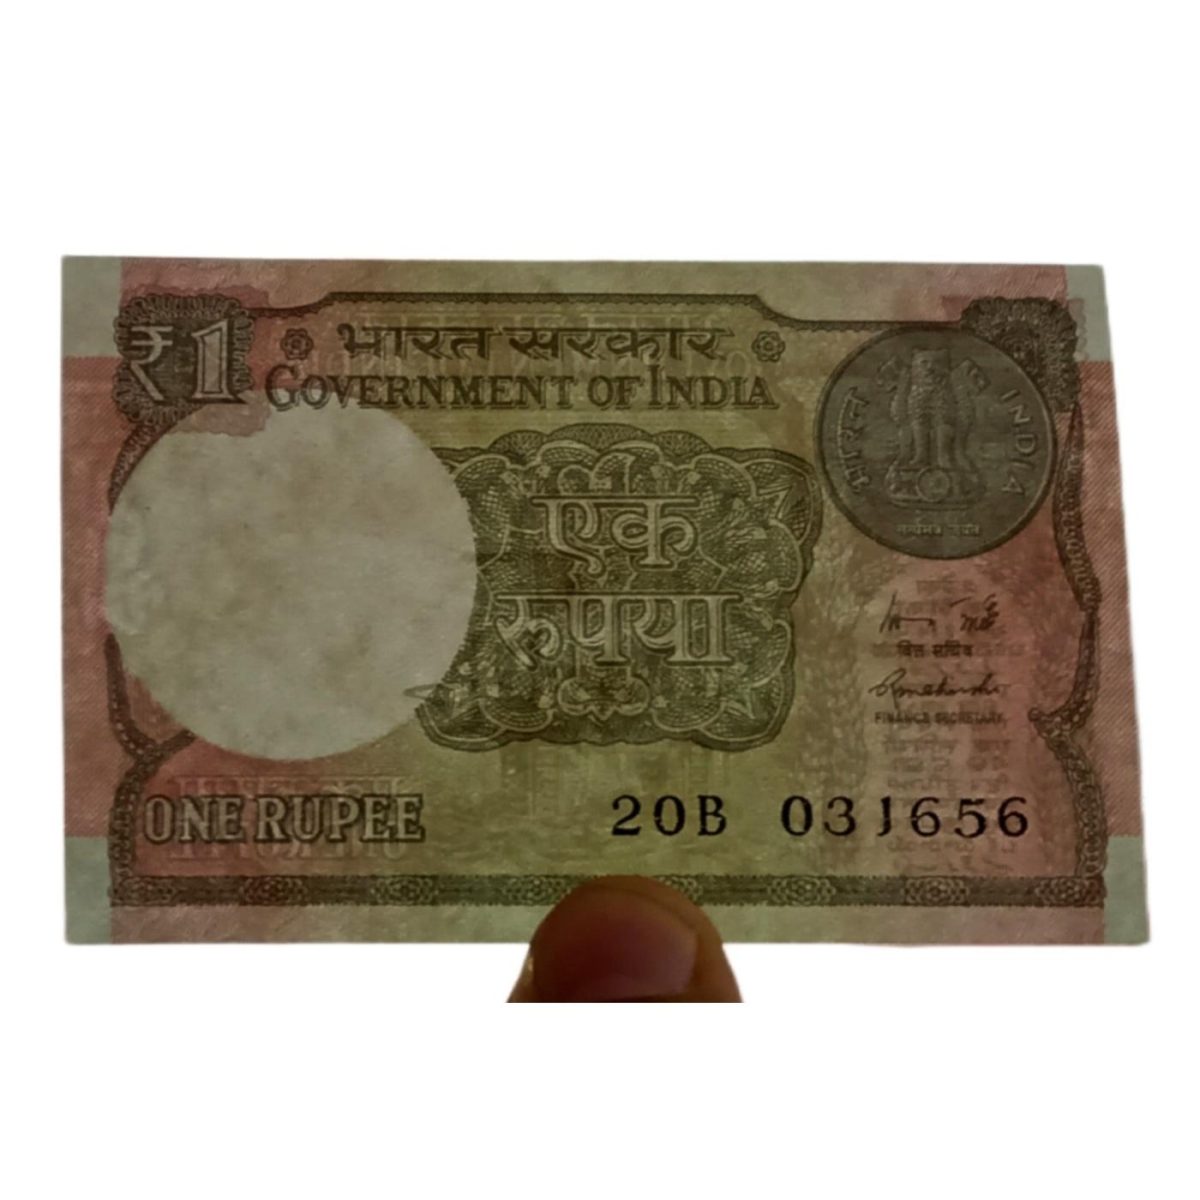 ₹1
भारत सरकार
GOVERNMENT OF INDIA
भारत INDIA
सत्यमेव जयते
एक
रुपया
वित्त सचिव
FINANCE SECRETARY
ONE RUPEE
20B 031656